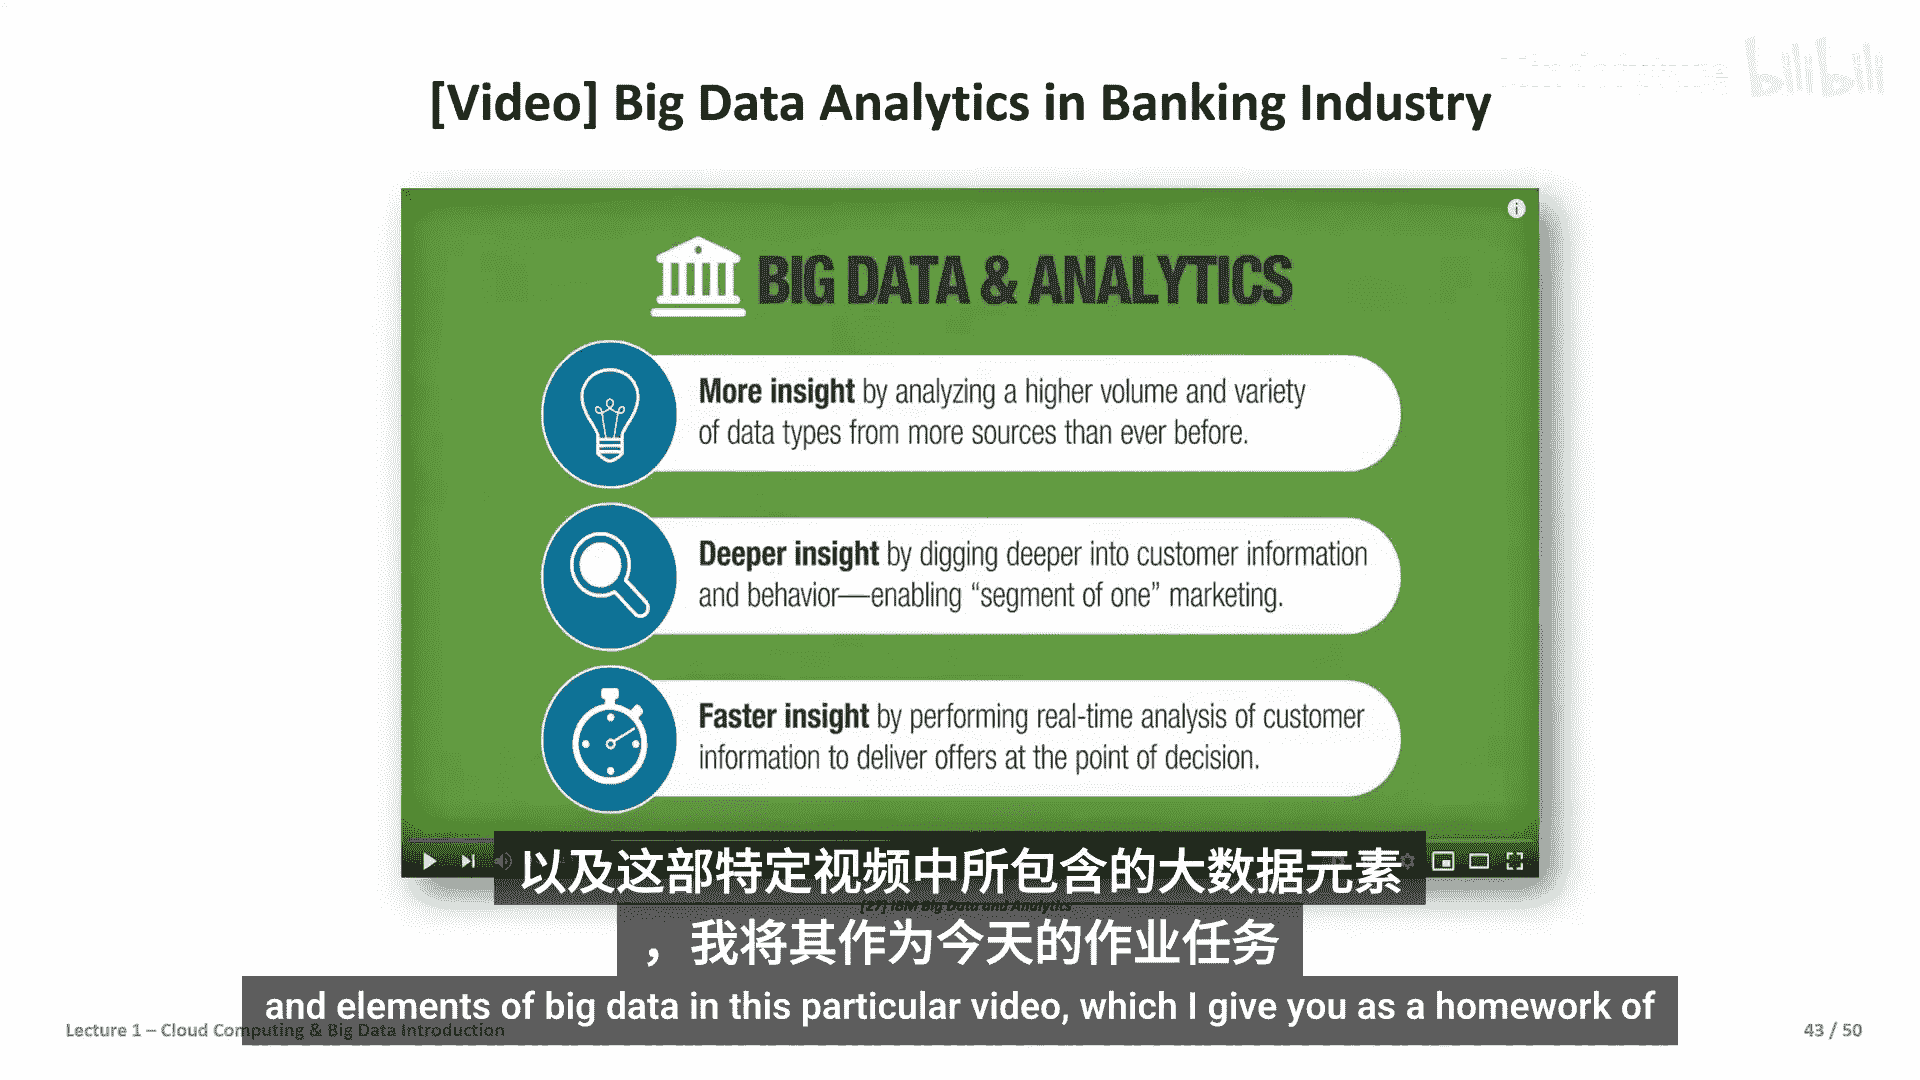 [Video] Big Data Analytics in Banking Industry
bilibili
BIG DATA & ANALYTICS
More insight by analyzing a higher volume and variety
of data types from more sources than ever before.
Deeper insight by digging deeper into customer information
and behavior—enabling “segment of one” marketing.
Faster insight by performing real-time analysis of customer
information to deliver offers at the point of decision.
以及这部特定视频中所包含的大数据元素
[27] IBM Big Data and Analytics
，我将其作为今天的作业任务
and elements of big data in this particular video, which I give you as a homework of
Lecture 1 – Cloud Computing & Big Data Introduction
43 / 50